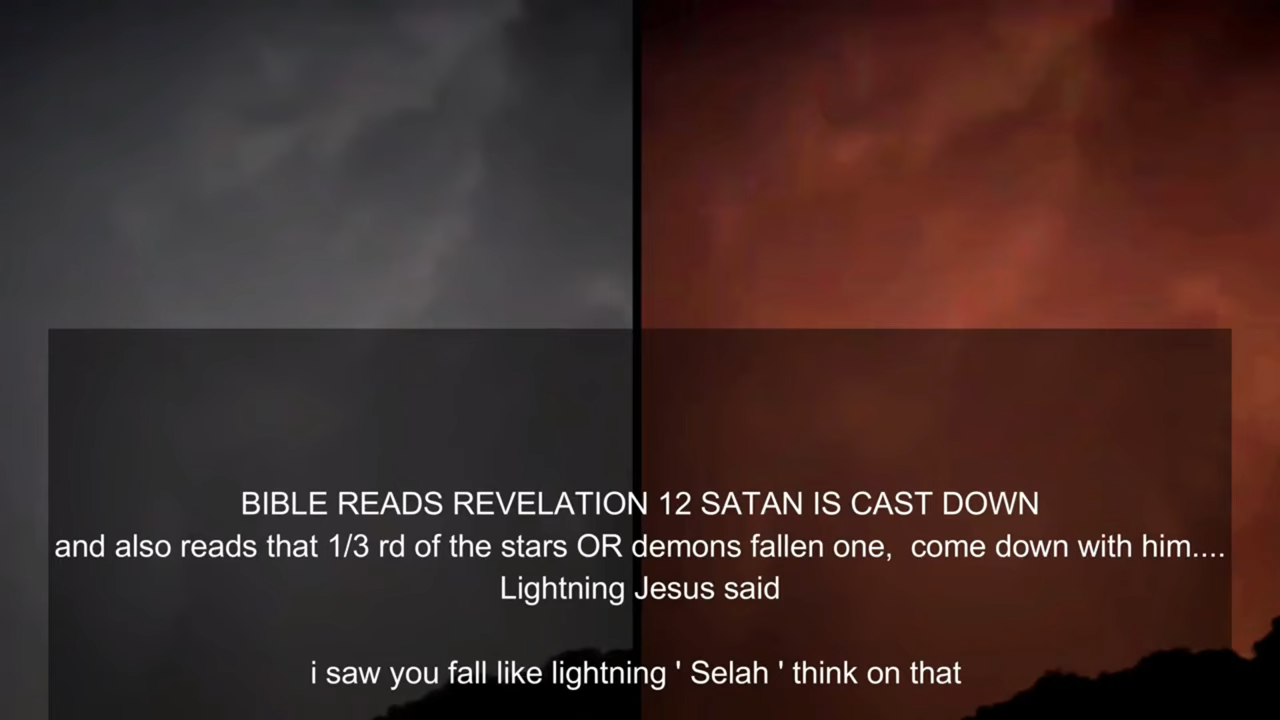 BIBLE READS REVELATION 12 SATAN IS CAST DOWN
and also reads that 1/3 rd of the stars OR demons fallen one,  come down with him....
Lightning Jesus said
i saw you fall like lightning ' Selah ' think on that